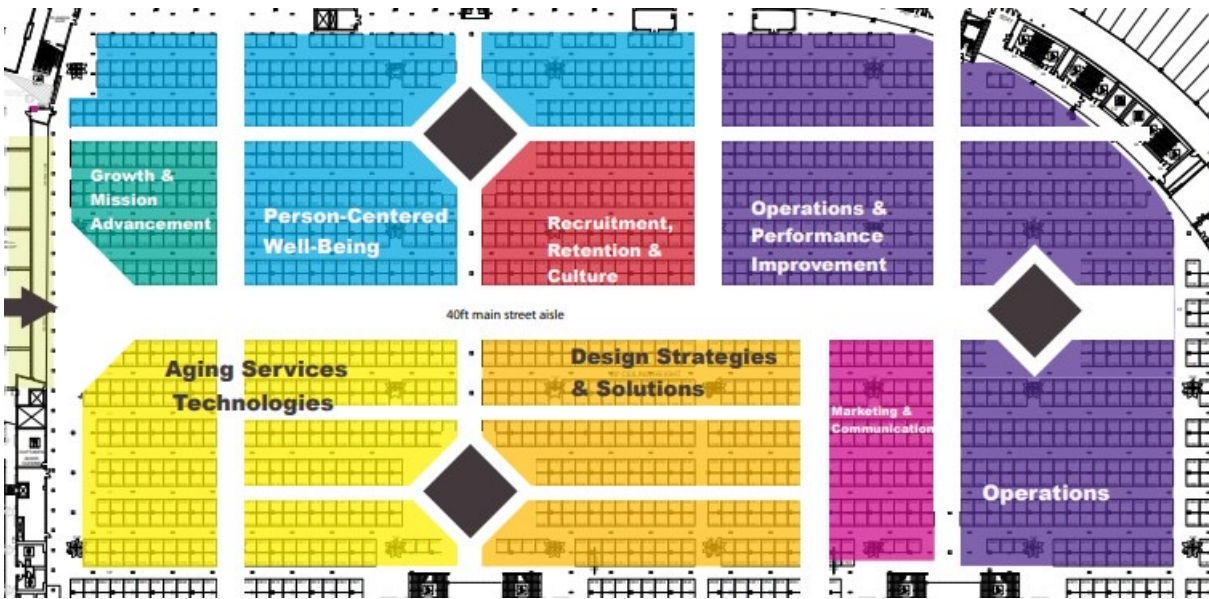 Growth &
Mission
Advancement
Person-Centered
Well-Being
Recruitment,
Retention &
Culture
Operations &
Performance
Improvement
40ft main street aisle
Aging Services
Technologies
Design Strategies
& Solutions
Marketing &
Communication
Operations